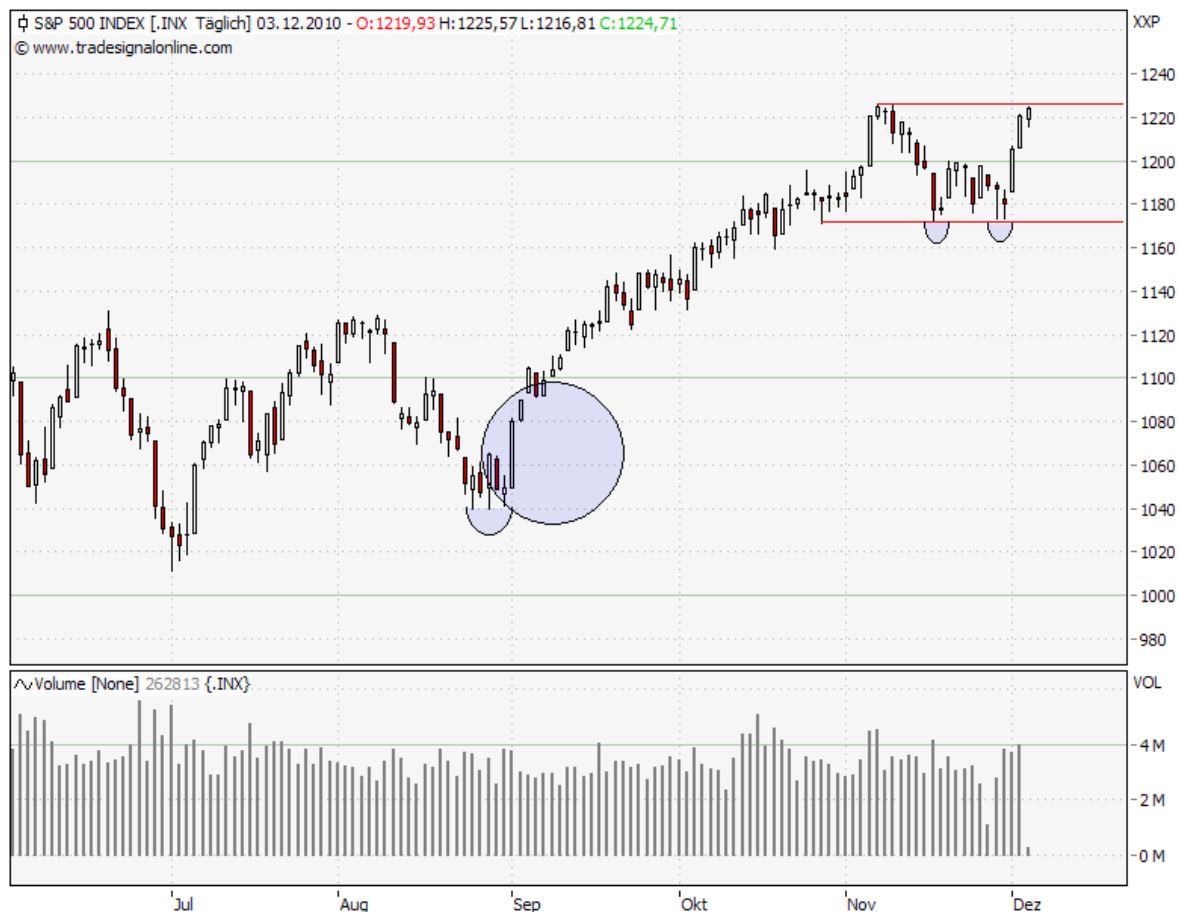 S&P 500 INDEX [.INX Täglich] 03.12.2010 - O:1219,93 H:1225,57 L:1216,81 C:1224,71
XXP
© www.tradesignalonline.com
1240
1220
1200
1180
1160
1140
1120
1100
1080
1060
1040
1020
1000
980
Volume [None] 262813 {.INX}
VOL
4 M
2 M
0 M
Jul Aug Sep Okt Nov Dez